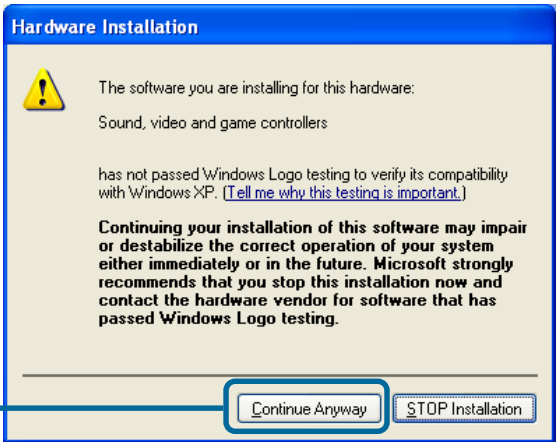 Hardware Installation
The software you are installing for this hardware:
Sound, video and game controllers
has not passed Windows Logo testing to verify its compatibility
with Windows XP. (Tell me why this testing is important.)
Continuing your installation of this software may impair
or destabilize the correct operation of your system
either immediately or in the future. Microsoft strongly
recommends that you stop this installation now and
contact the hardware vendor for software that has
passed Windows Logo testing.
Continue Anyway STOP Installation